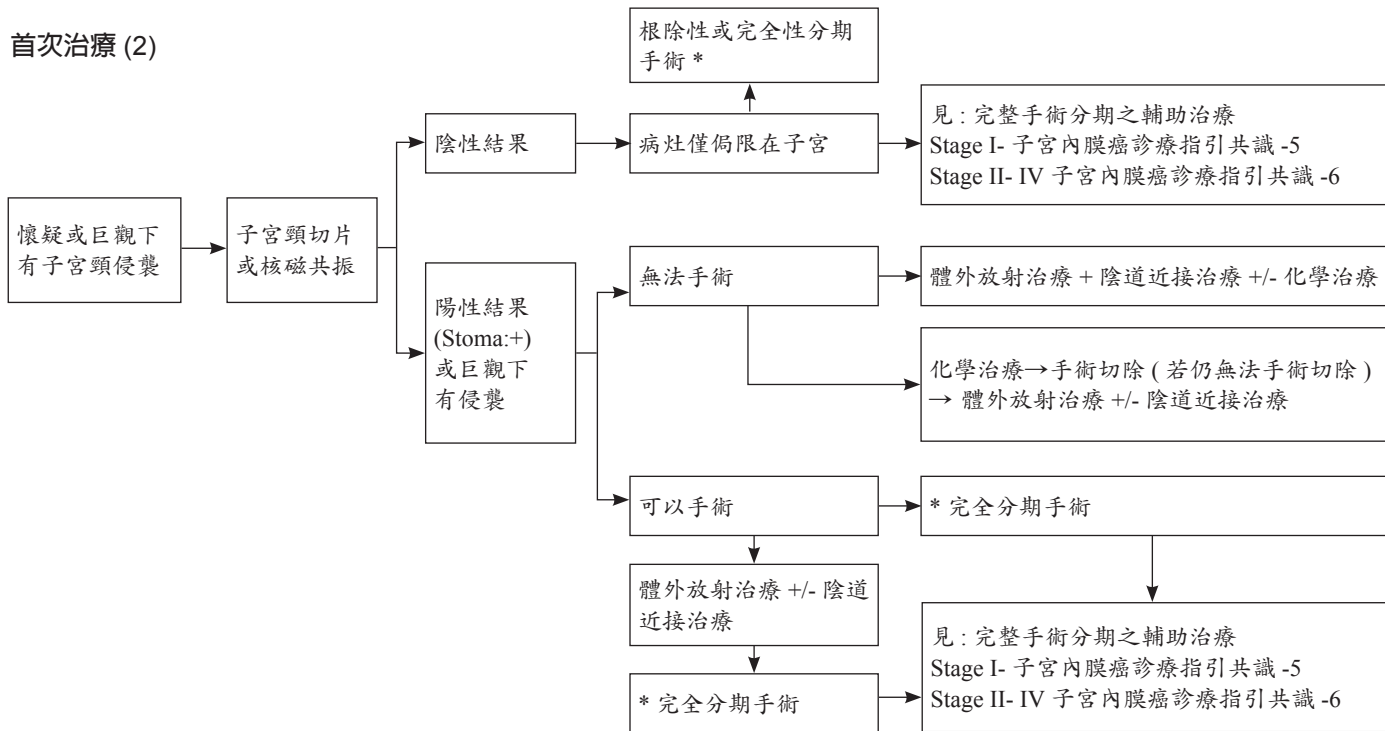 首次治療 (2)
根除性或完全性分期
手術 *
陰性結果
病灶僅侷限在子宮
見 : 完整手術分期之輔助治療
Stage I- 子宮內膜癌診療指引共識 -5
Stage II- IV 子宮內膜癌診療指引共識 -6
懷疑或巨觀下
有子宮頸侵襲
子宮頸切片
或核磁共振
陽性結果
(Stoma:+)
或巨觀下
有侵襲
無法手術
體外放射治療 + 陰道近接治療 +/- 化學治療
化學治療→手術切除 ( 若仍無法手術切除 )
→ 體外放射治療 +/- 陰道近接治療
可以手術
* 完全分期手術
體外放射治療 +/- 陰道
近接治療
* 完全分期手術
見 : 完整手術分期之輔助治療
Stage I- 子宮內膜癌診療指引共識 -5
Stage II- IV 子宮內膜癌診療指引共識 -6